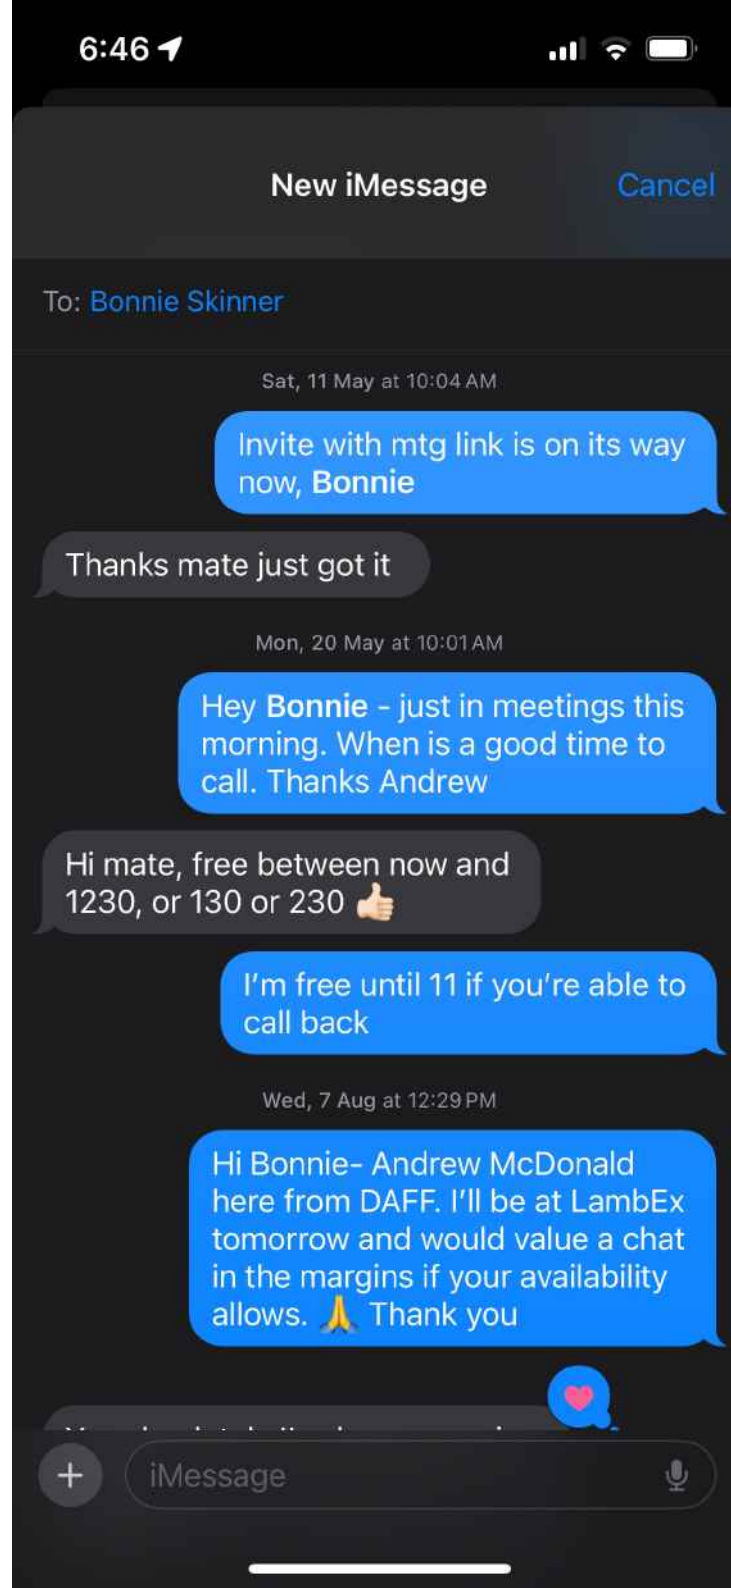 6:46
New iMessage
Cancel
To: Bonnie Skinner
Sat, 11 May at 10:04 AM
Invite with mtg link is on its way
now, Bonnie
Thanks mate just got it
Mon, 20 May at 10:01 AM
Hey Bonnie - just in meetings this
morning. When is a good time to
call. Thanks Andrew
Hi mate, free between now and
1230, or 130 or 230 👍🏻
I'm free until 11 if you're able to
call back
Wed, 7 Aug at 12:29 PM
Hi Bonnie- Andrew McDonald
here from DAFF. I'll be at LambEx
tomorrow and would value a chat
in the margins if your availability
allows. 🙏 Thank you
iMessage